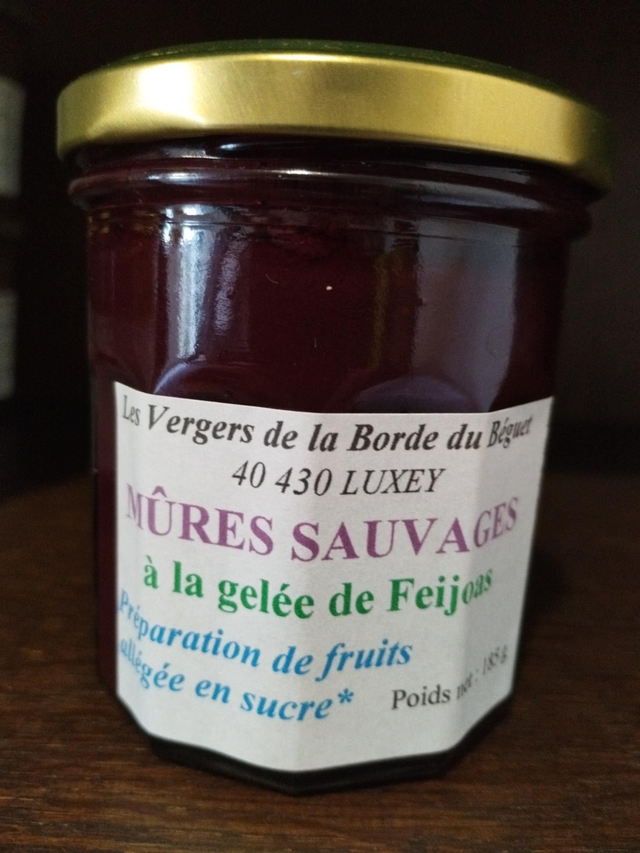 Les Vergers de la Borde du Béguet
40 430 LUXEY
MÛRES SAUVAGES
à la gelée de Feijoas
Préparation de fruits
allégée en sucre*
Poids net : 185 g